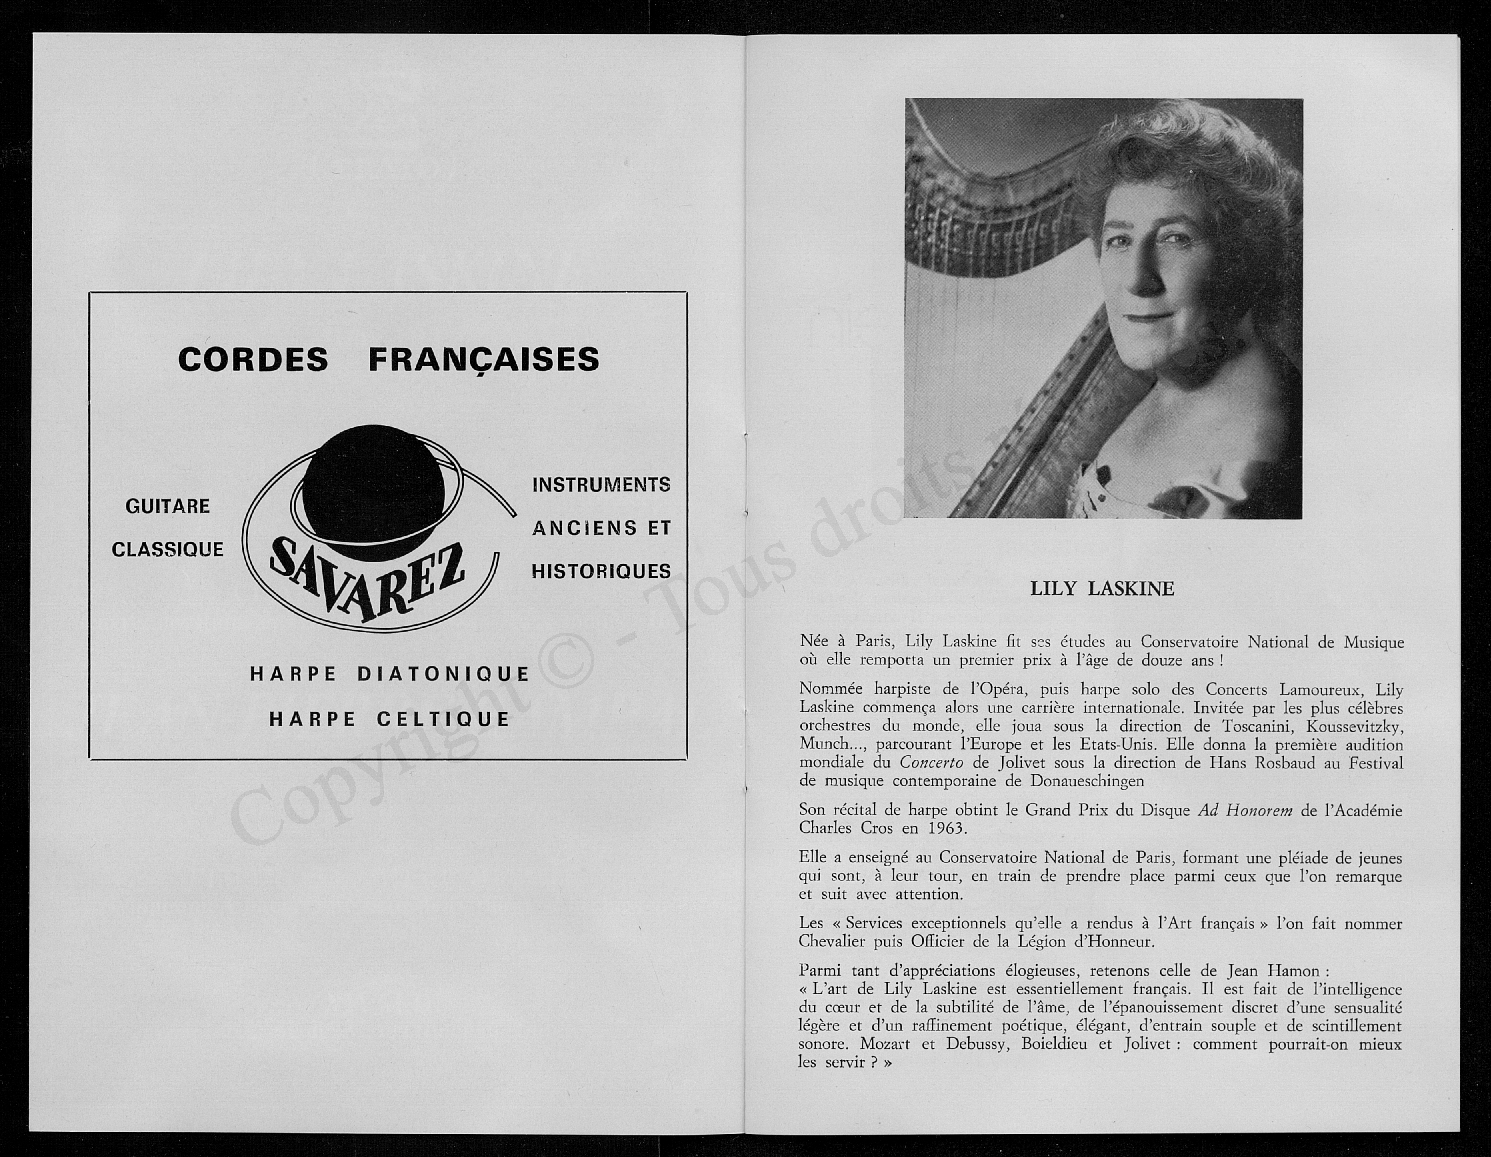 CORDES FRANÇAISES
GUITARE
CLASSIQUE
SAVAREZ
INSTRUMENTS
ANCIENS ET
HISTORIQUES
HARPE DIATONIQUE
HARPE CELTIQUE
Copyright © - Tous droits
LILY LASKINE
Née à Paris, Lily Laskine fit ses études au Conservatoire National de Musique
où elle remporta un premier prix à l'âge de douze ans !
Nommée harpiste de l'Opéra, puis harpe solo des Concerts Lamoureux, Lily
Laskine commença alors une carrière internationale. Invitée par les plus célèbres
orchestres du monde, elle joua sous la direction de Toscanini, Koussevitzky,
Munch..., parcourant l'Europe et les Etats-Unis. Elle donna la première audition
mondiale du Concerto de Jolivet sous la direction de Hans Rosbaud au Festival
de musique contemporaine de Donaueschingen
Son récital de harpe obtint le Grand Prix du Disque Ad Honorem de l'Académie
Charles Cros en 1963.
Elle a enseigné au Conservatoire National de Paris, formant une pléiade de jeunes
qui sont, à leur tour, en train de prendre place parmi ceux que l'on remarque
et suit avec attention.
Les « Services exceptionnels qu'elle a rendus à l'Art français » l'on fait nommer
Chevalier puis Officier de la Légion d'Honneur.
Parmi tant d'appréciations élogieuses, retenons celle de Jean Hamon :
« L'art de Lily Laskine est essentiellement français. Il est fait de l'intelligence
du cœur et de la subtilité de l'âme, de l'épanouissement discret d'une sensualité
légère et d'un raffinement poétique, élégant, d'entrain souple et de scintillement
sonore. Mozart et Debussy, Boieldieu et Jolivet : comment pourrait-on mieux
les servir ? »